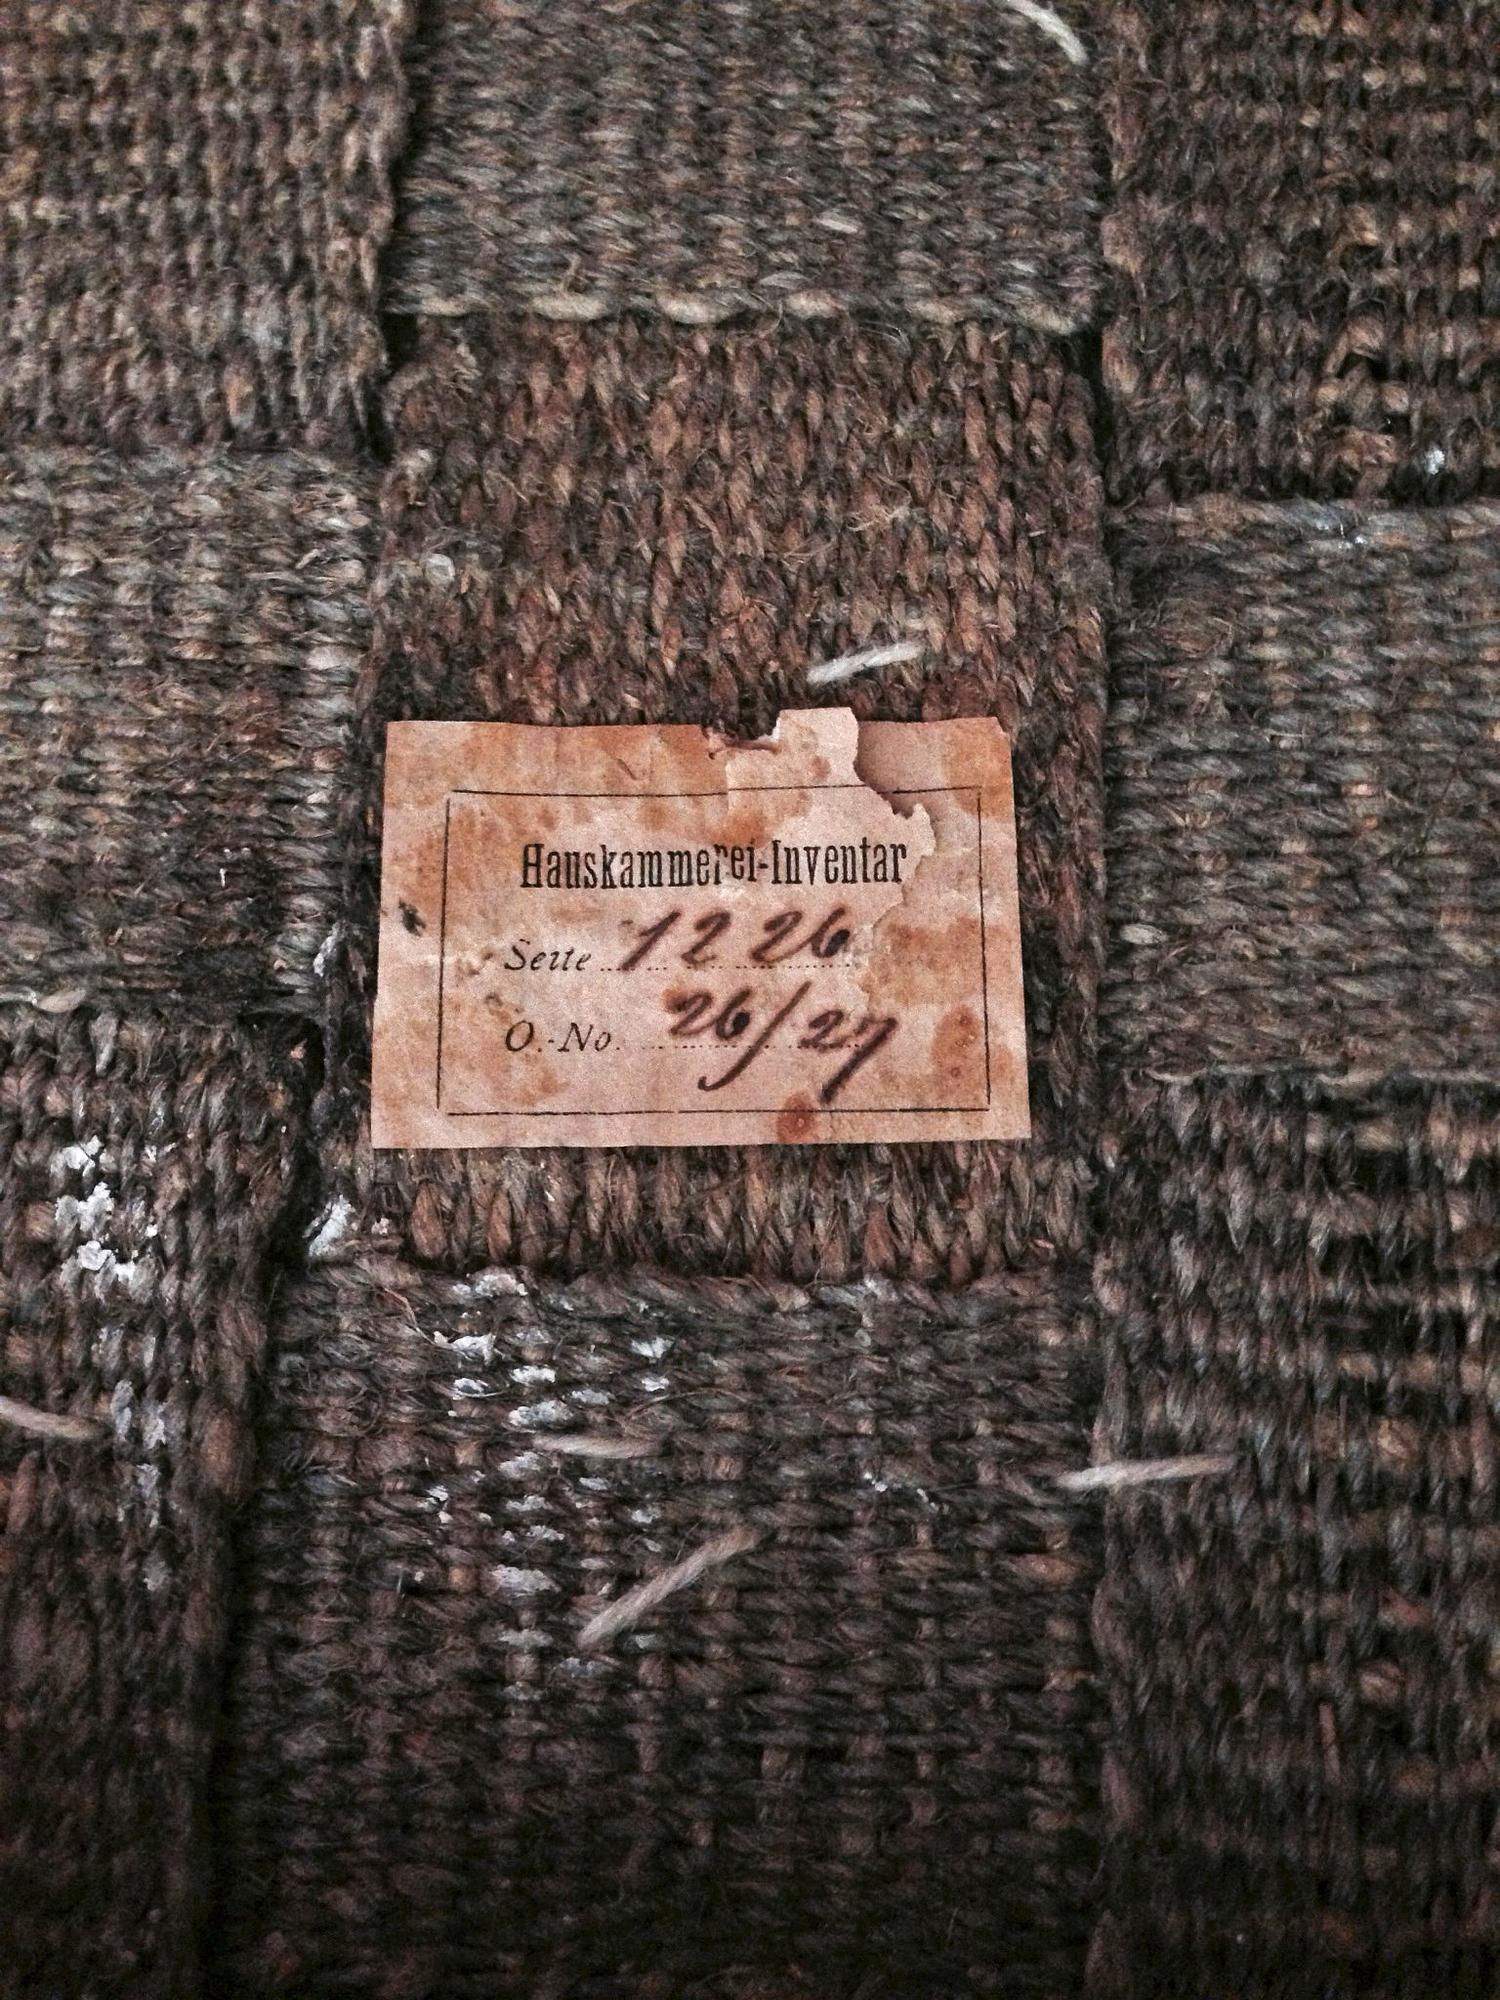 Hauskammerei-Inventar
Seite 1226
O.-No. 26/27